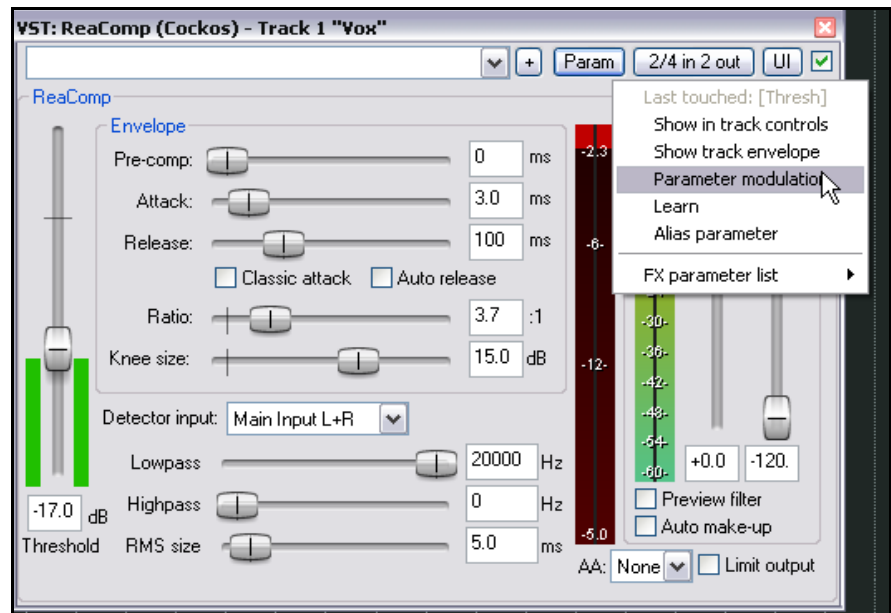 VST: ReaComp (Cockos) - Track 1 "Vox"
+ Param 2/4 in 2 out UI
ReaComp
Last touched: [Thresh]
Show in track controls
Show track envelope
Parameter modulation
Learn
Alias parameter
FX parameter list
Envelope
Pre-comp: 0 ms
Attack: 3.0 ms
Release: 100 ms
Classic attack Auto release
Ratio: 3.7 :1
Knee size: 15.0 dB
Detector input: Main Input L+R
Lowpass 20000 Hz
Highpass 0 Hz
RMS size 5.0 ms
-17.0 dB
Threshold
-2.3
-6-
-12-
-5.0
-30-
-36-
-42-
-48-
-54-
-60-
+0.0 -120.
Preview filter
Auto make-up
AA: None Limit output